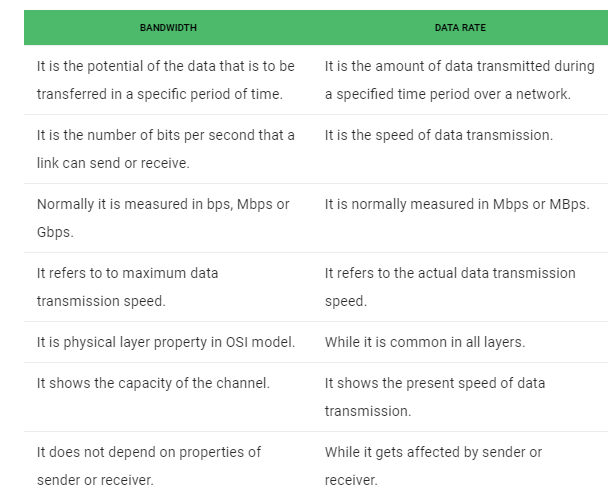 BANDWIDTH
DATA RATE
It is the potential of the data that is to be
transferred in a specific period of time.
It is the amount of data transmitted during
a specified time period over a network.
It is the number of bits per second that a
link can send or receive.
It is the speed of data transmission.
Normally it is measured in bps, Mbps or
Gbps.
It is normally measured in Mbps or MBps.
It refers to to maximum data
transmission speed.
It refers to the actual data transmission
speed.
It is physical layer property in OSI model.
While it is common in all layers.
It shows the capacity of the channel.
It shows the present speed of data
transmission.
It does not depend on properties of
sender or receiver.
While it gets affected by sender or
receiver.